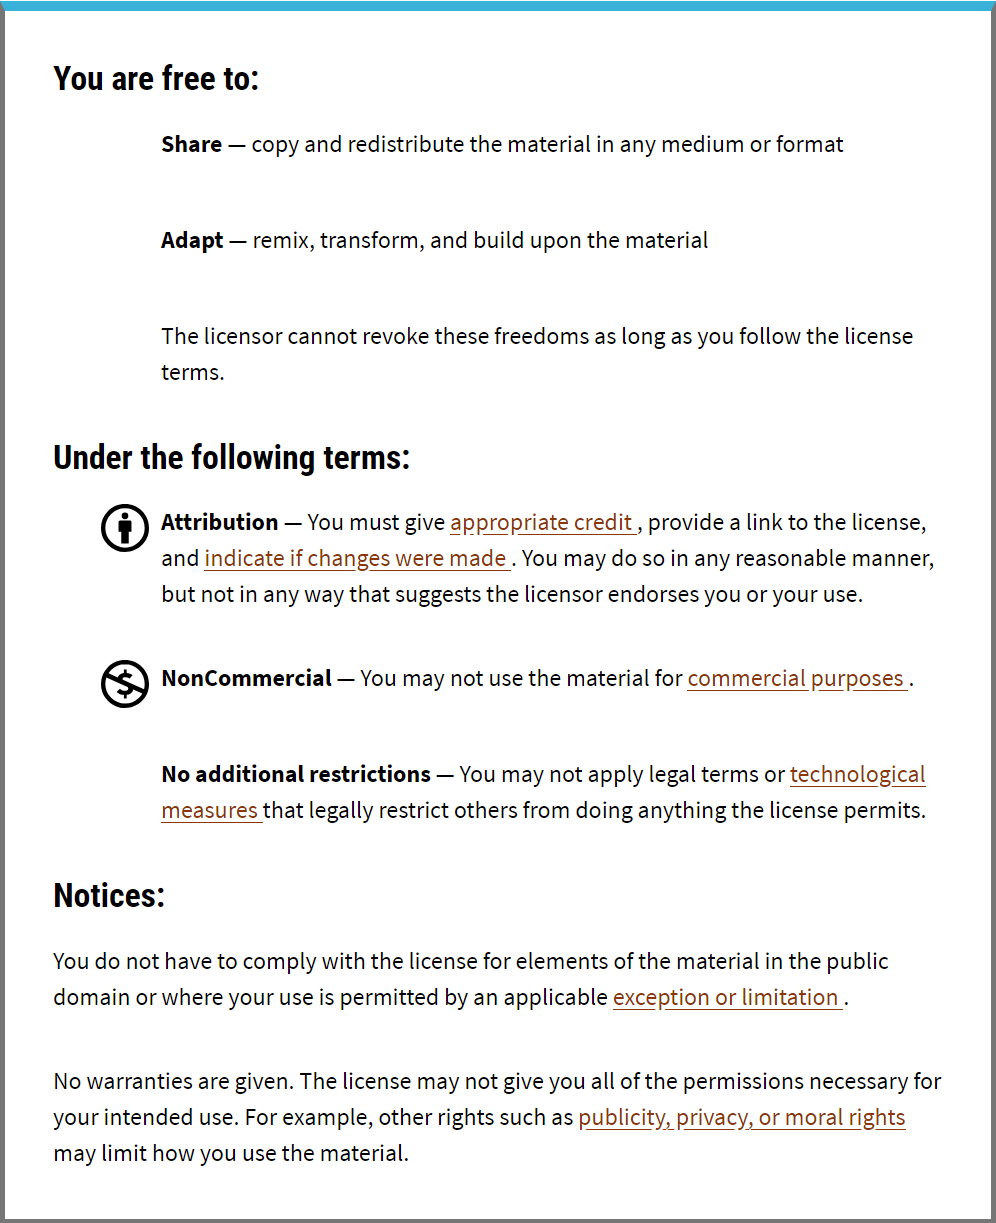 You are free to:
Share — copy and redistribute the material in any medium or format
Adapt — remix, transform, and build upon the material
The licensor cannot revoke these freedoms as long as you follow the license
terms.
Under the following terms:
Attribution — You must give appropriate credit , provide a link to the license,
and indicate if changes were made . You may do so in any reasonable manner,
but not in any way that suggests the licensor endorses you or your use.
NonCommercial — You may not use the material for commercial purposes .
No additional restrictions — You may not apply legal terms or technological
measures that legally restrict others from doing anything the license permits.
Notices:
You do not have to comply with the license for elements of the material in the public
domain or where your use is permitted by an applicable exception or limitation .
No warranties are given. The license may not give you all of the permissions necessary for
your intended use. For example, other rights such as publicity, privacy, or moral rights
may limit how you use the material.